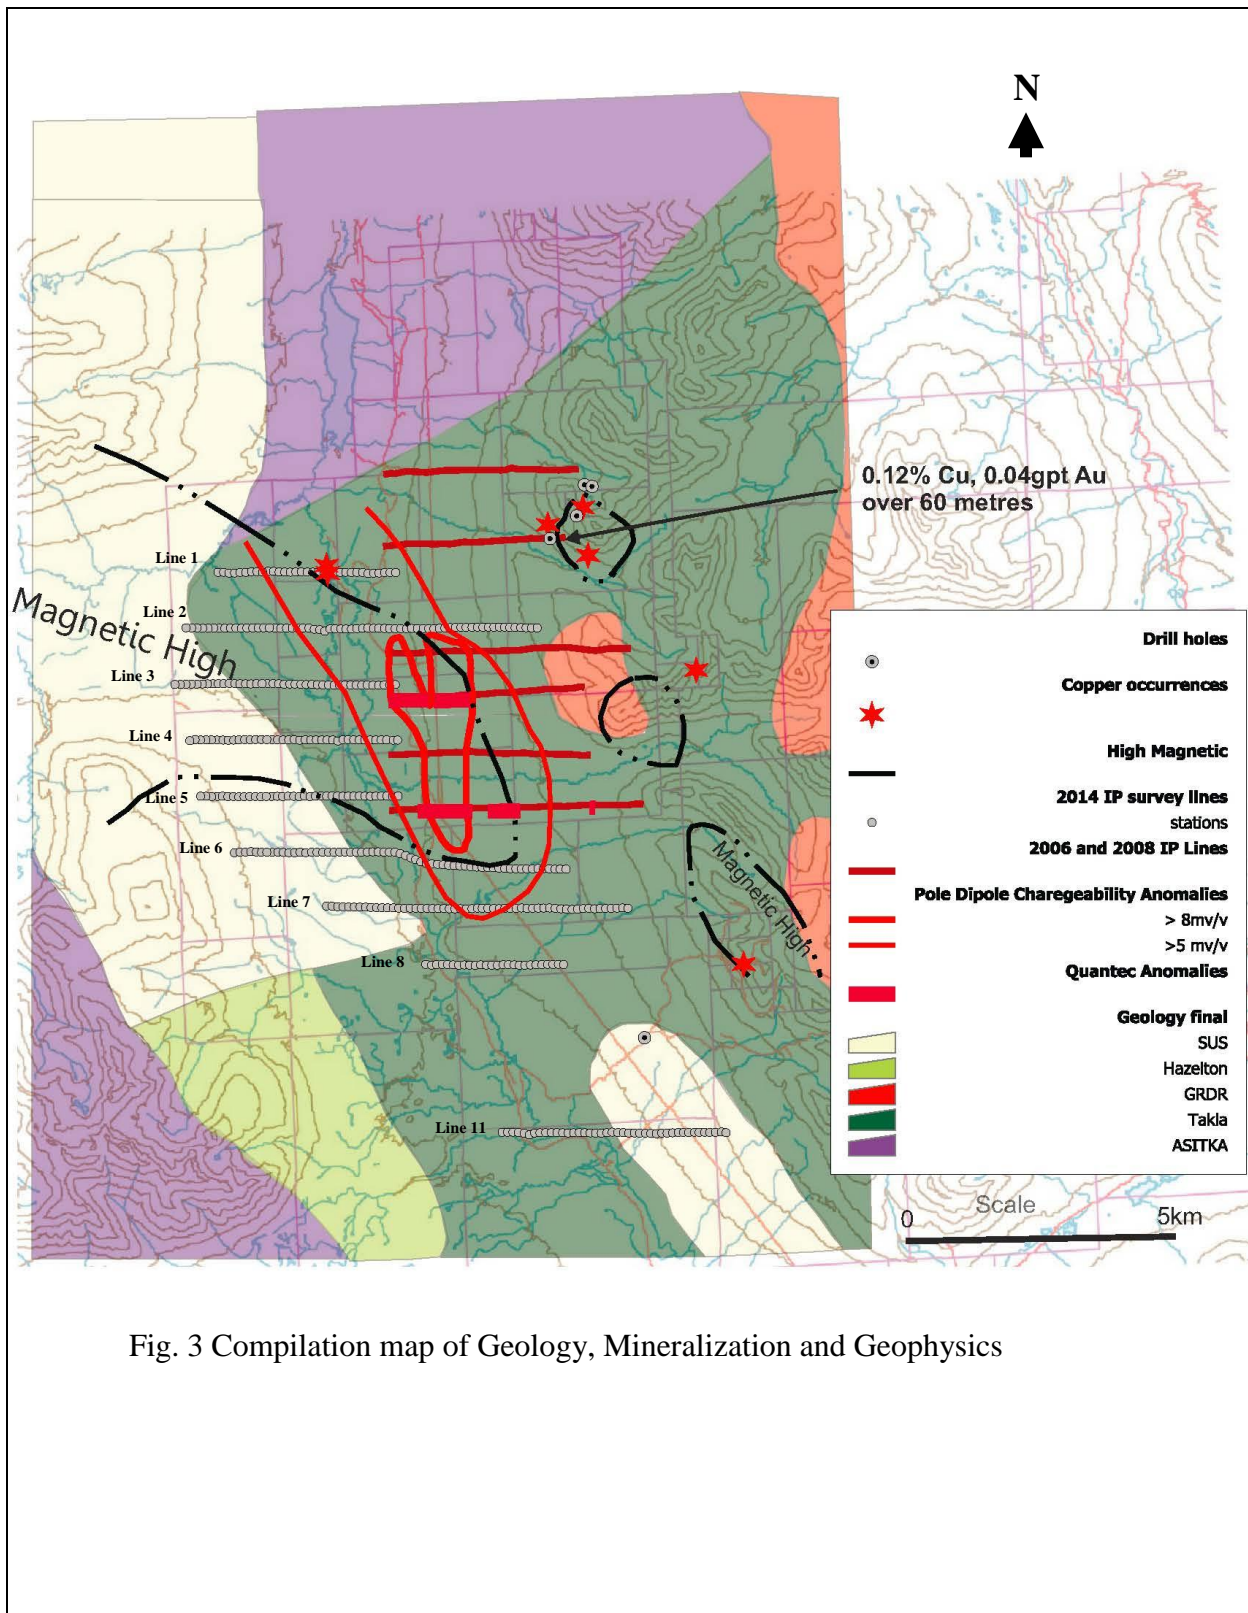 N
0.12% Cu, 0.04gpt Au
over 60 metres
Line 1
Magnetic High
Line 2
Line 3
Line 4
Line 5
Line 6
Line 7
Line 8
Line 11
Magnetic High
Drill holes
Copper occurrences
High Magnetic
2014 IP survey lines
stations
2006 and 2008 IP Lines
Pole Dipole Charegeability Anomalies
> 8mv/v
>5 mv/v
Quantec Anomalies
Geology final
SUS
Hazelton
GRDR
Takla
ASITKA
Scale
0 5km
Fig. 3 Compilation map of Geology, Mineralization and Geophysics